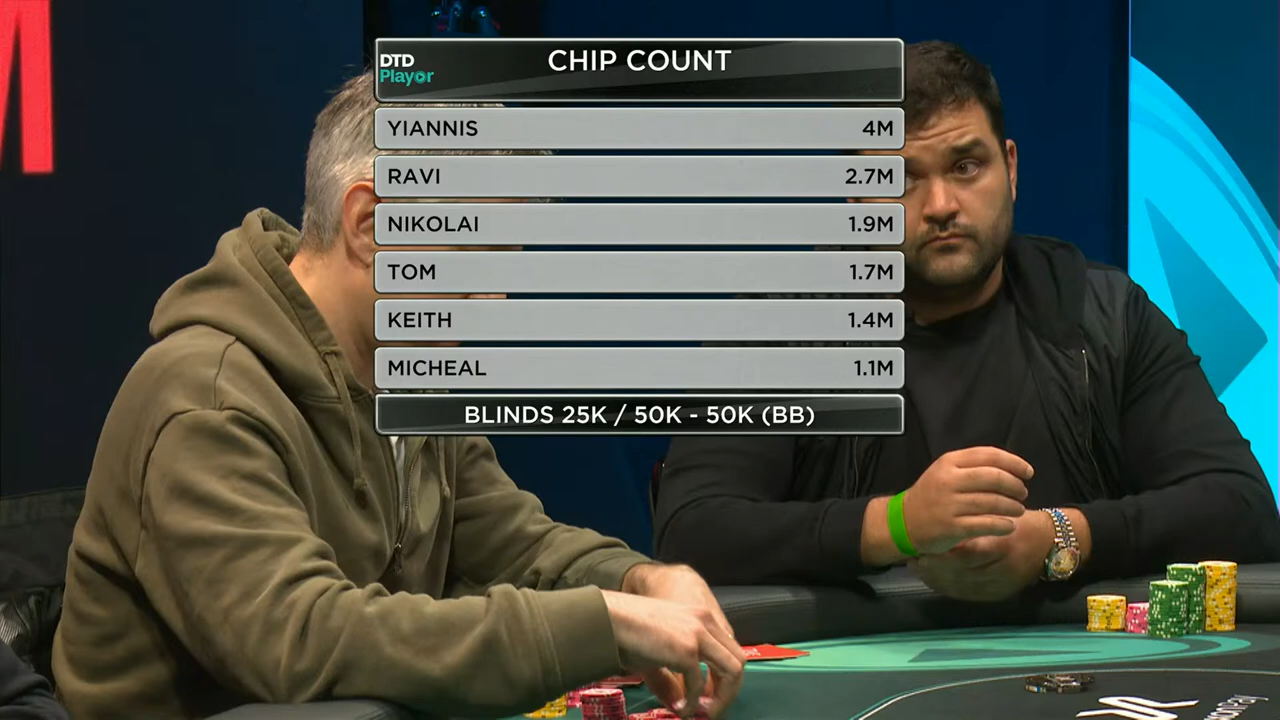 DTD
Player
CHIP COUNT
YIANNIS 4M
RAVI 2.7M
NIKOLAI 1.9M
TOM 1.7M
KEITH 1.4M
MICHEAL 1.1M
BLINDS 25K / 50K - 50K (BB)